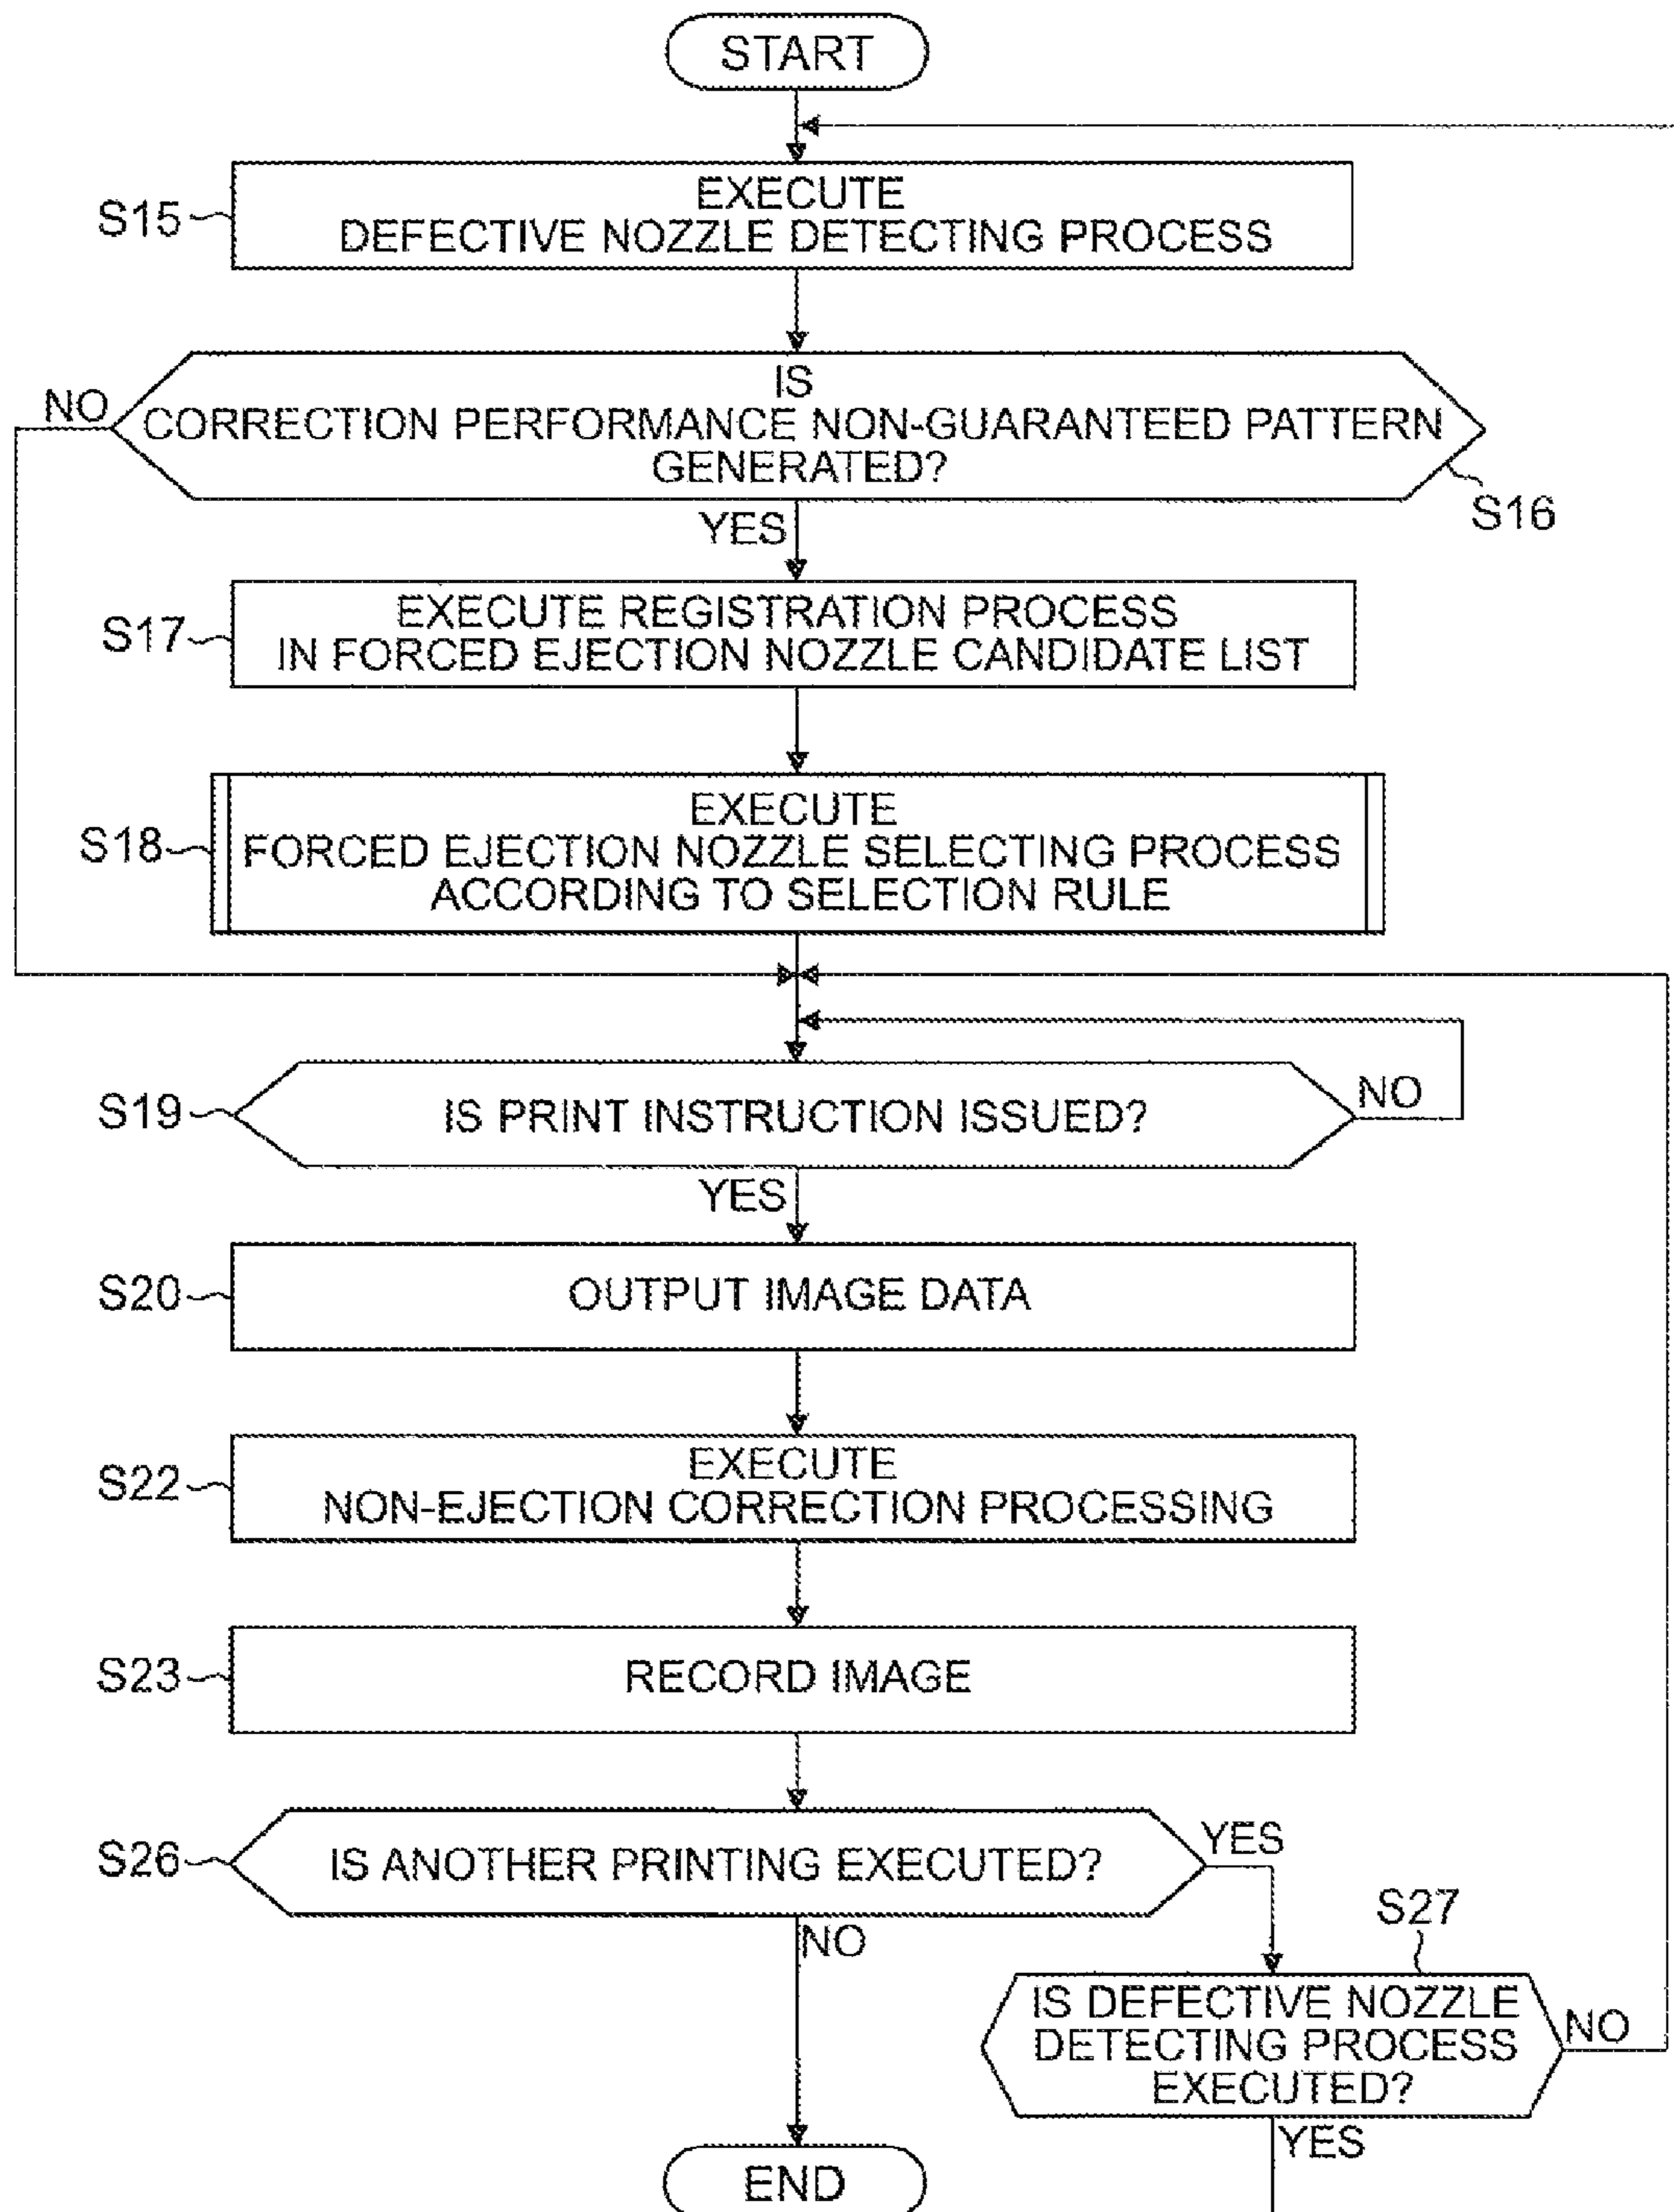 START
S15
EXECUTE
DEFECTIVE NOZZLE DETECTING PROCESS
NO
IS
CORRECTION PERFORMANCE NON-GUARANTEED PATTERN
GENERATED?
S16
YES
S17
EXECUTE REGISTRATION PROCESS
IN FORCED EJECTION NOZZLE CANDIDATE LIST
S18
EXECUTE
FORCED EJECTION NOZZLE SELECTING PROCESS
ACCORDING TO SELECTION RULE
S19
IS PRINT INSTRUCTION ISSUED?
NO
YES
S20
OUTPUT IMAGE DATA
S22
EXECUTE
NON-EJECTION CORRECTION PROCESSING
S23
RECORD IMAGE
S26
IS ANOTHER PRINTING EXECUTED?
YES
NO
S27
IS DEFECTIVE NOZZLE
DETECTING PROCESS
EXECUTED?
NO
YES
END